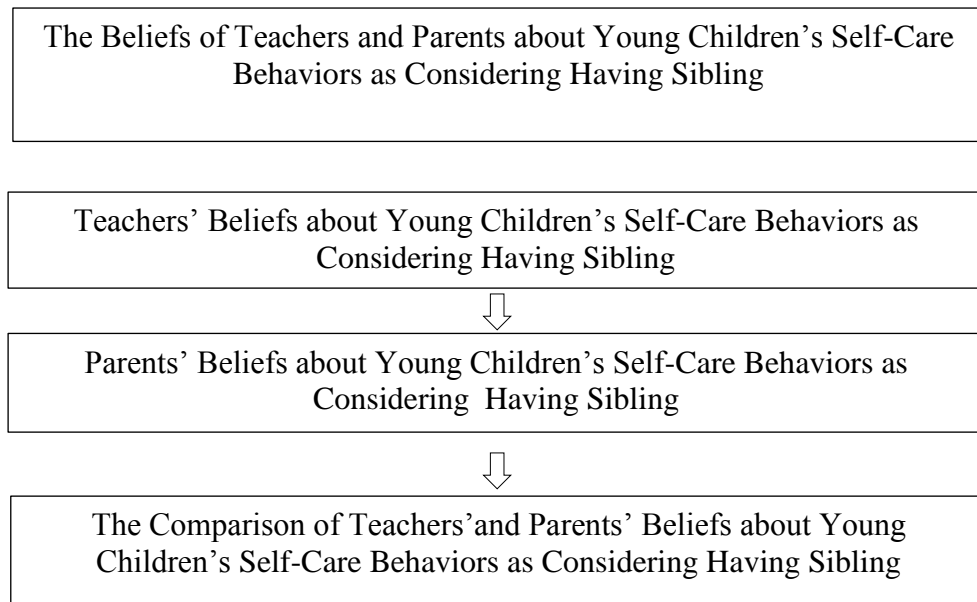 The Beliefs of Teachers and Parents about Young Children’s Self-Care
Behaviors as Considering Having Sibling
Teachers’ Beliefs about Young Children’s Self-Care Behaviors as
Considering Having Sibling
Parents’ Beliefs about Young Children’s Self-Care Behaviors as
Considering  Having Sibling
The Comparison of Teachers’and Parents’ Beliefs about Young
Children’s Self-Care Behaviors as Considering Having Sibling